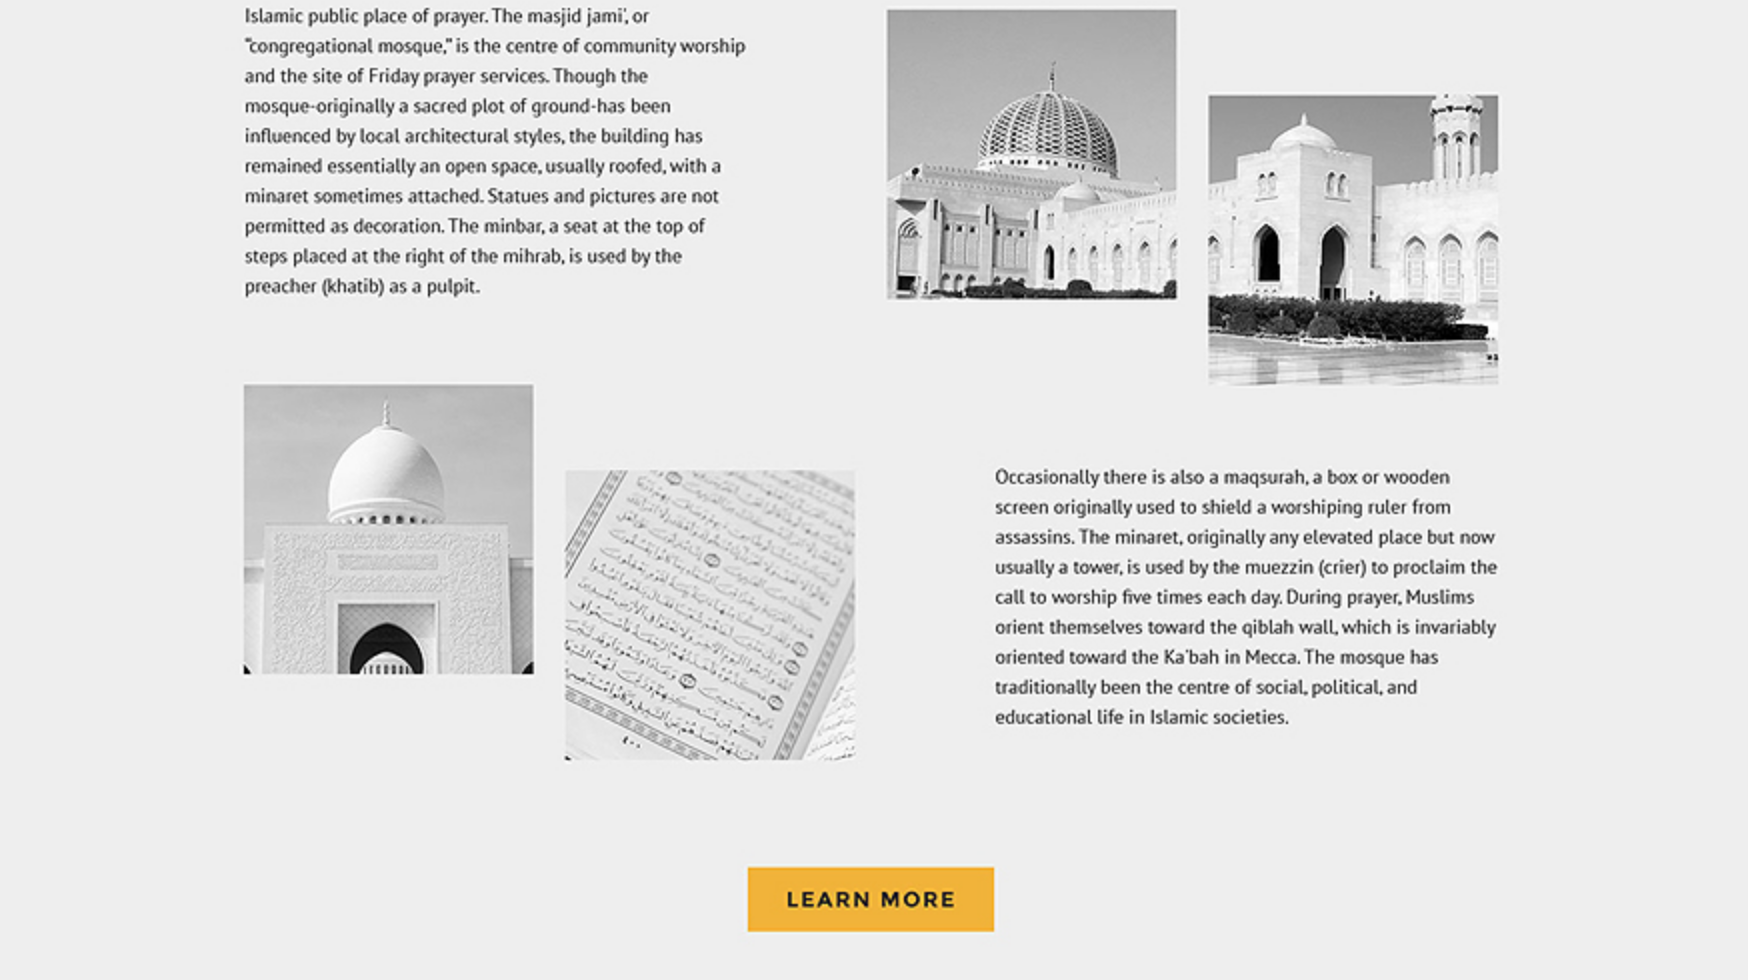 Islamic public place of prayer. The masjid jami', or
"congregational mosque," is the centre of community worship
and the site of Friday prayer services. Though the
mosque-originally a sacred plot of ground-has been
influenced by local architectural styles, the building has
remained essentially an open space, usually roofed, with a
minaret sometimes attached. Statues and pictures are not
permitted as decoration. The minbar, a seat at the top of
steps placed at the right of the mihrab, is used by the
preacher (khatib) as a pulpit.
Occasionally there is also a maqsurah, a box or wooden
screen originally used to shield a worshiping ruler from
assassins. The minaret, originally any elevated place but now
usually a tower, is used by the muezzin (crier) to proclaim the
call to worship five times each day. During prayer, Muslims
orient themselves toward the qiblah wall, which is invariably
oriented toward the Ka'bah in Mecca. The mosque has
traditionally been the centre of social, political, and
educational life in Islamic societies.
LEARN MORE